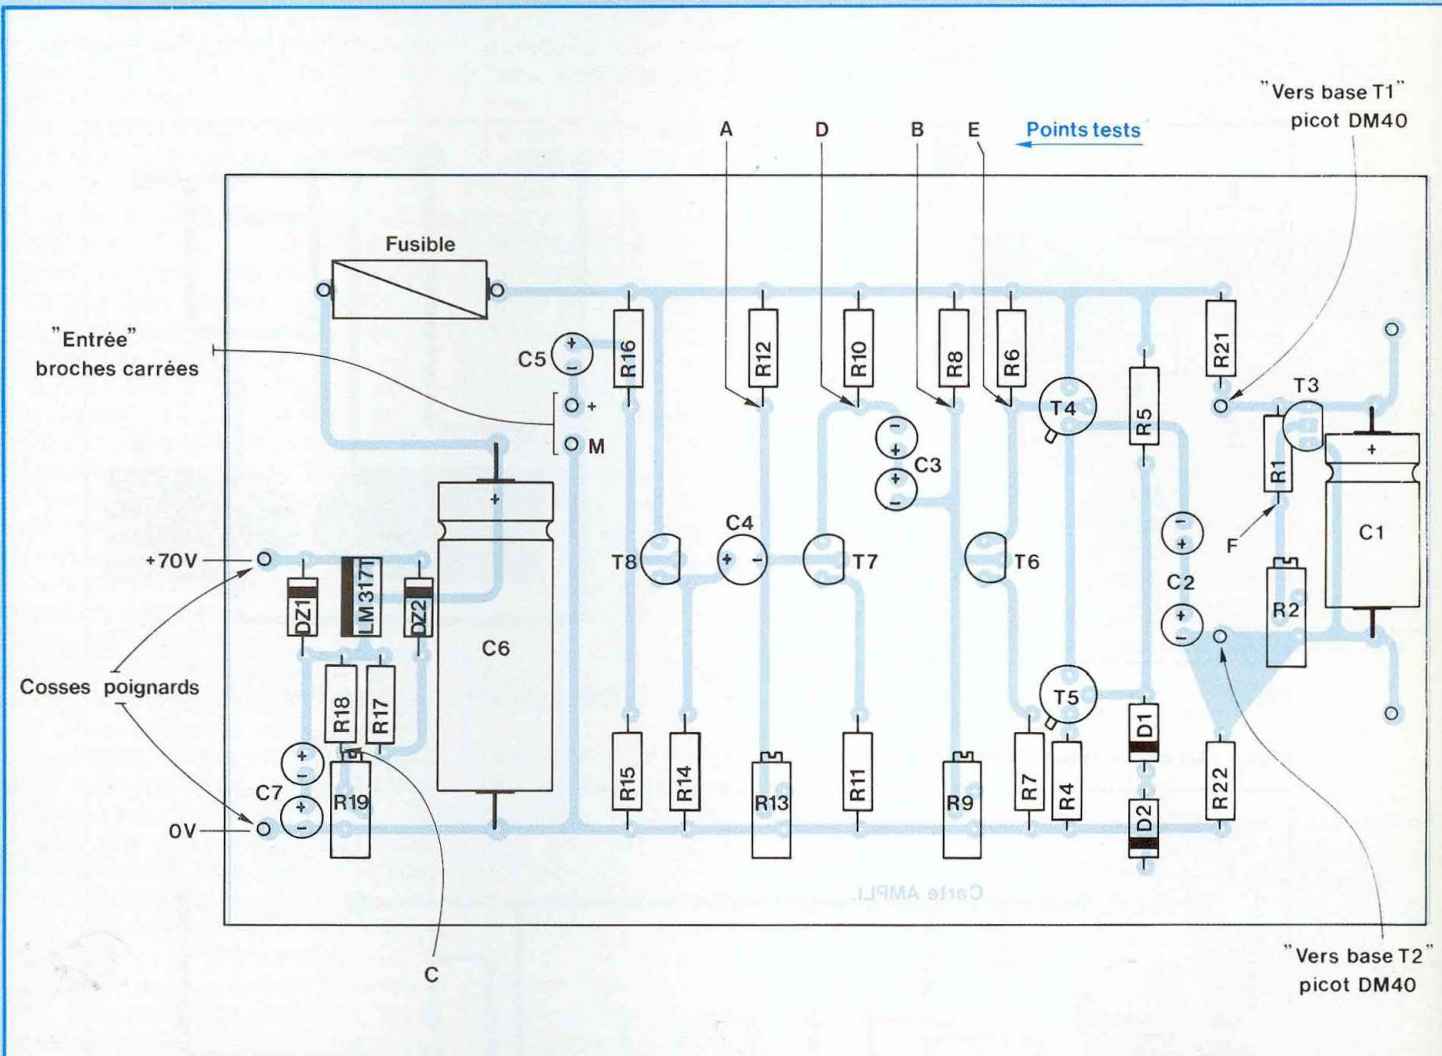 "Vers base T1"
picot DM40
A
D
B
E
Points tests
Fusible
"Entrée"
broches carrées
C5
+
-
+
M
R16
R12
R10
R8
R6
T4
R5
R21
T3
R1
+
C1
-
+
C3
+
-
F
R2
+
C6
+70V
DZ1
LM317T
DZ2
T8
C4
+
-
T7
T6
-
+
C2
+
-
Cosses poignards
R18
R17
T5
D1
+
-
C7
+
-
R19
R15
R14
R13
R11
R9
R7
R4
D2
R22
0V
Carte AMPLI.
C
"Vers base T2"
picot DM40